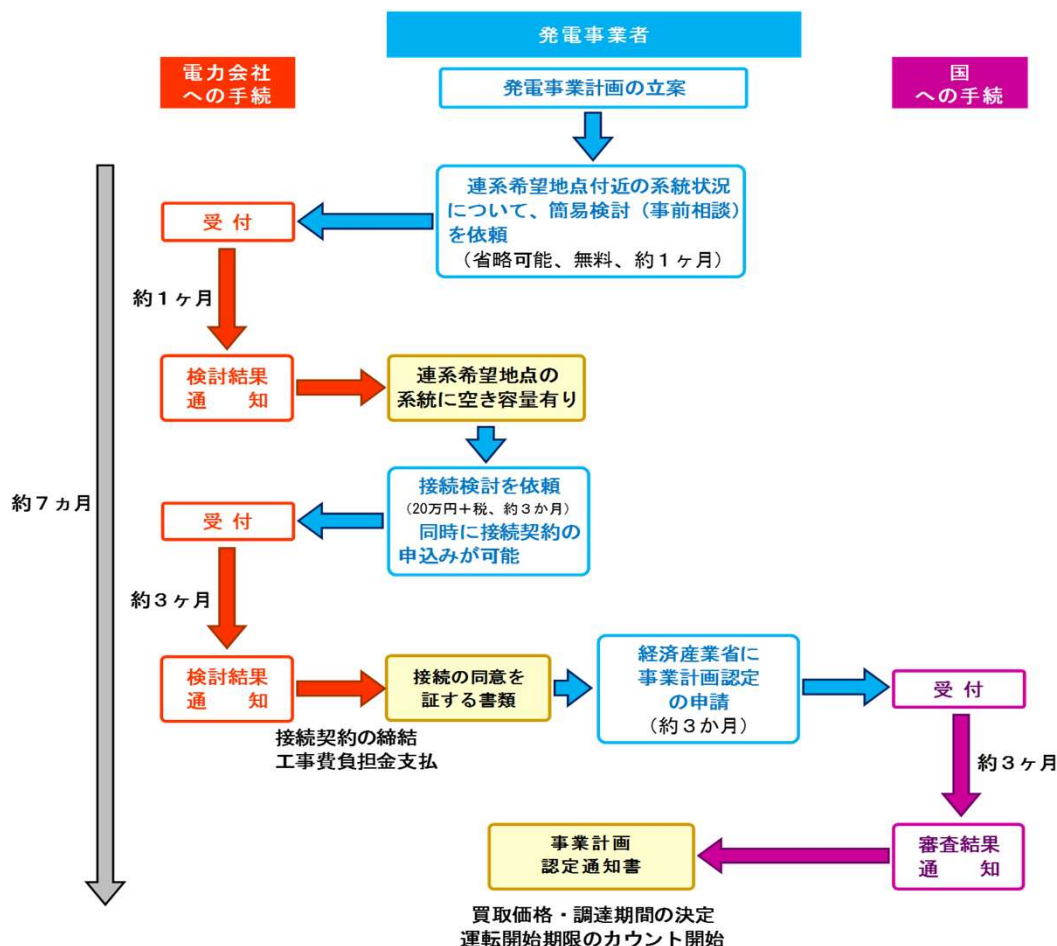 発電事業者
電力会社
への手続
国
への手続
発電事業計画の立案
連系希望地点付近の系統状況
について、簡易検討（事前相談）
を依頼
（省略可能、無料、約１ヶ月）
受 付
約１ヶ月
検討結果
通　　知
連系希望地点の
系統に空き容量有り
約７ヵ月
接続検討を依頼
（20万円＋税、約３か月）
同時に接続契約の
申込みが可能
受 付
約３ヶ月
検討結果
通　　知
接続の同意を
証する書類
経済産業省に
事業計画認定
の申請
（約３か月）
受 付
接続契約の締結
工事費負担金支払
約３ヶ月
事業計画
認定通知書
審査結果
通　　知
買取価格・調達期間の決定
運転開始期限のカウント開始